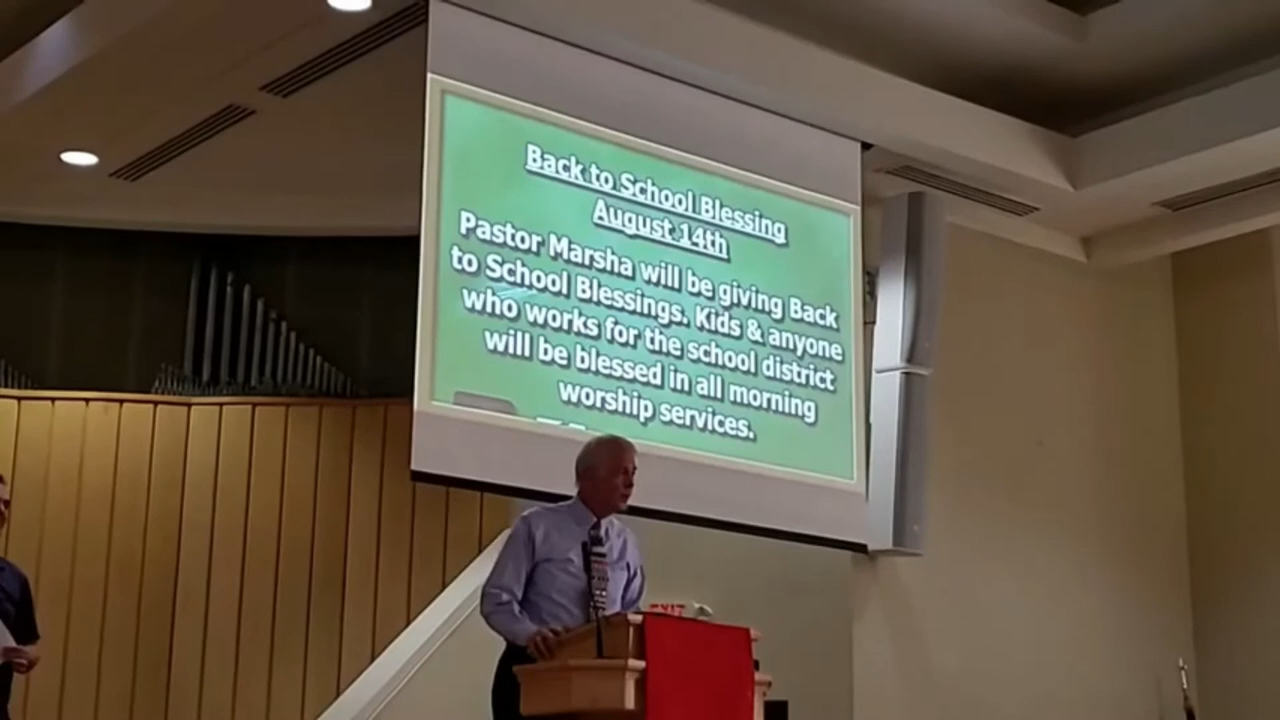 Back to School Blessing
August 14th
Pastor Marsha will be giving Back
to School Blessings. Kids & anyone
who works for the school district
will be blessed in all morning
worship services.
EXIT